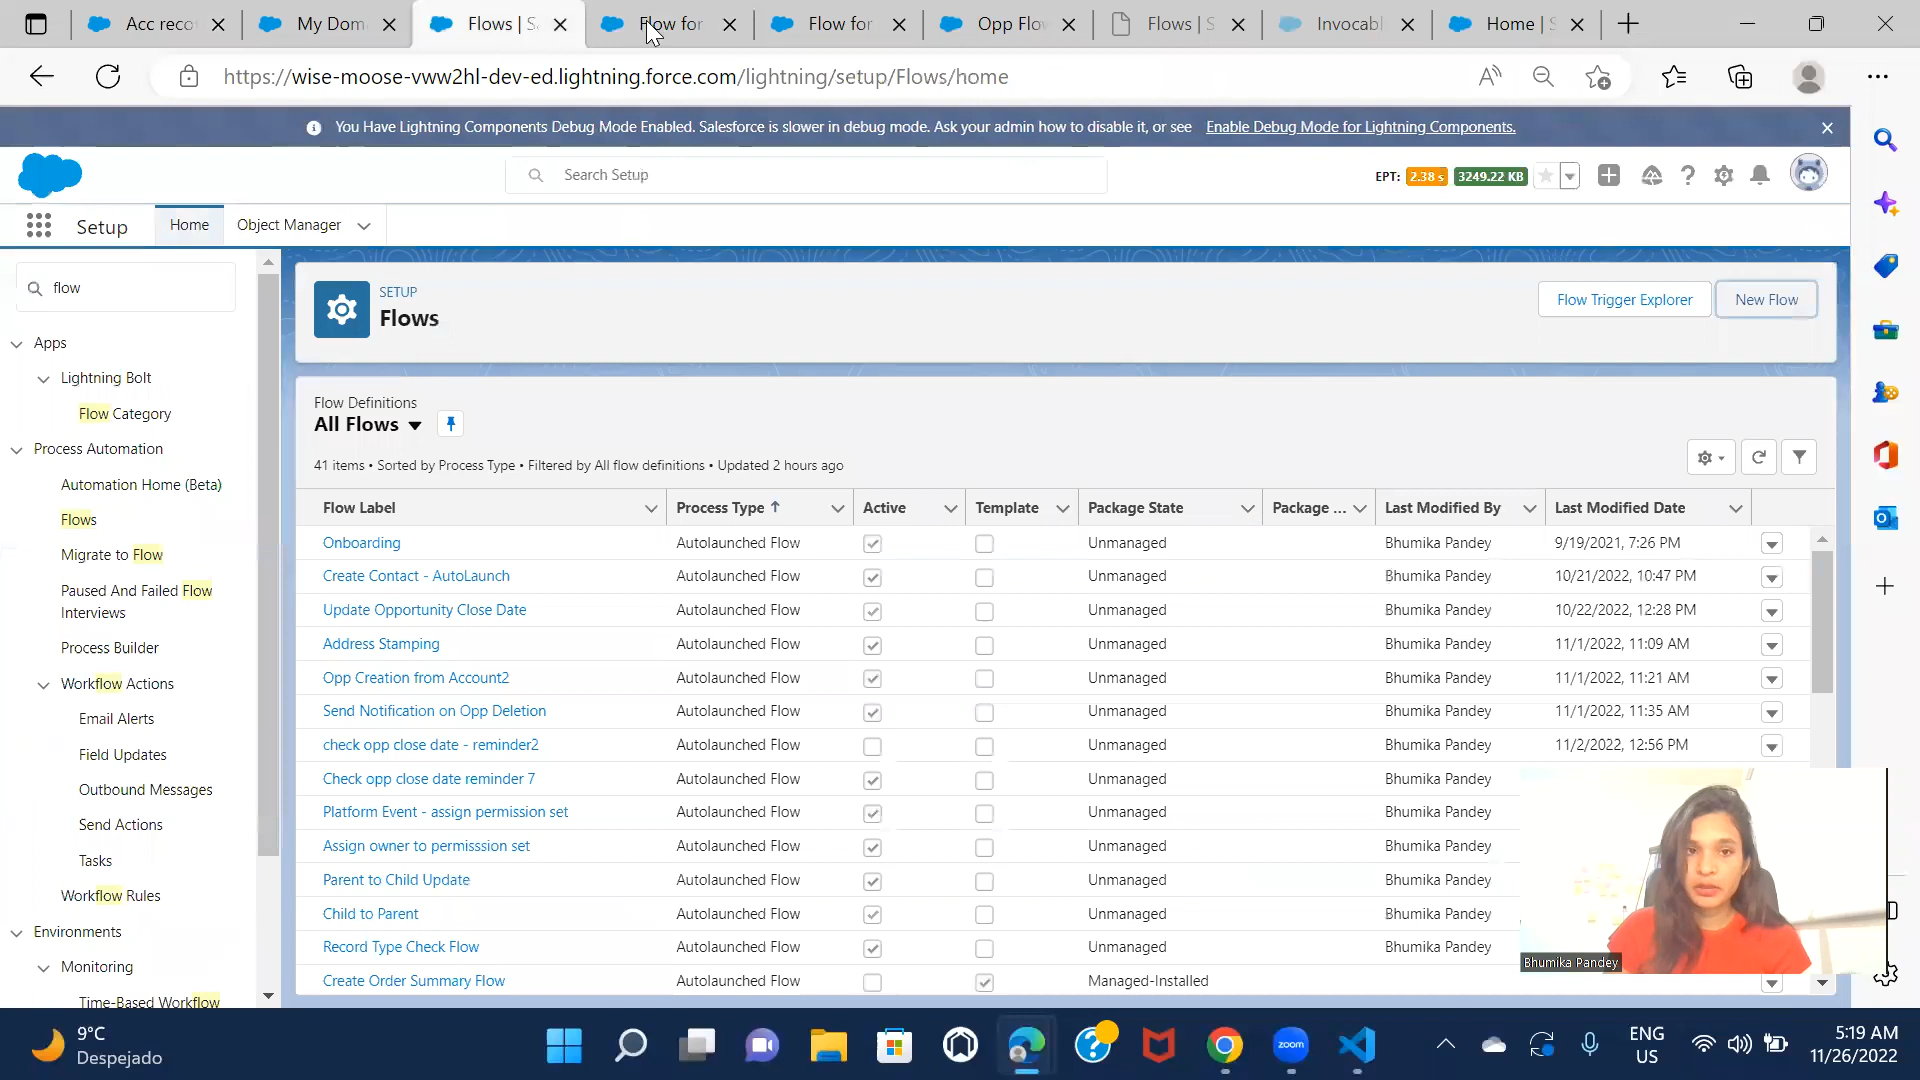 Acc reco
My Dom
Flows | S
Flow for
Flow for
Opp Flo
Flows | S
Invocabl
Home | S
https://wise-moose-vww2hl-dev-ed.lightning.force.com/lightning/setup/Flows/home
You Have Lightning Components Debug Mode Enabled. Salesforce is slower in debug mode. Ask your admin how to disable it, or see Enable Debug Mode for Lightning Components.
Search Setup
EPT: 2.38 s 3249.22 KB
Setup Home Object Manager
flow
Apps
Lightning Bolt
Flow Category
Process Automation
Automation Home (Beta)
Flows
Migrate to Flow
Paused And Failed Flow
Interviews
Process Builder
Workflow Actions
Email Alerts
Field Updates
Outbound Messages
Send Actions
Tasks
Workflow Rules
Environments
Monitoring
Time-Based Workflow
SETUP
Flows
Flow Trigger Explorer
New Flow
Flow Definitions
All Flows
41 items • Sorted by Process Type • Filtered by All flow definitions • Updated 2 hours ago
Flow Label Process Type Active Template Package State Package ... Last Modified By Last Modified Date
Onboarding Autolaunched Flow Unmanaged Bhumika Pandey 9/19/2021, 7:26 PM
Create Contact - AutoLaunch Autolaunched Flow Unmanaged Bhumika Pandey 10/21/2022, 10:47 PM
Update Opportunity Close Date Autolaunched Flow Unmanaged Bhumika Pandey 10/22/2022, 12:28 PM
Address Stamping Autolaunched Flow Unmanaged Bhumika Pandey 11/1/2022, 11:09 AM
Opp Creation from Account2 Autolaunched Flow Unmanaged Bhumika Pandey 11/1/2022, 11:21 AM
Send Notification on Opp Deletion Autolaunched Flow Unmanaged Bhumika Pandey 11/1/2022, 11:35 AM
check opp close date - reminder2 Autolaunched Flow Unmanaged Bhumika Pandey 11/2/2022, 12:56 PM
Check opp close date reminder 7 Autolaunched Flow Unmanaged Bhumika Pandey
Platform Event - assign permission set Autolaunched Flow Unmanaged Bhumika Pandey
Assign owner to permisssion set Autolaunched Flow Unmanaged Bhumika Pandey
Parent to Child Update Autolaunched Flow Unmanaged Bhumika Pandey
Child to Parent Autolaunched Flow Unmanaged Bhumika Pandey
Record Type Check Flow Autolaunched Flow Unmanaged Bhumika Pandey
Create Order Summary Flow Autolaunched Flow Managed-Installed
Bhumika Pandey
9°C
Despejado
zoom
ENG
US
5:19 AM
11/26/2022